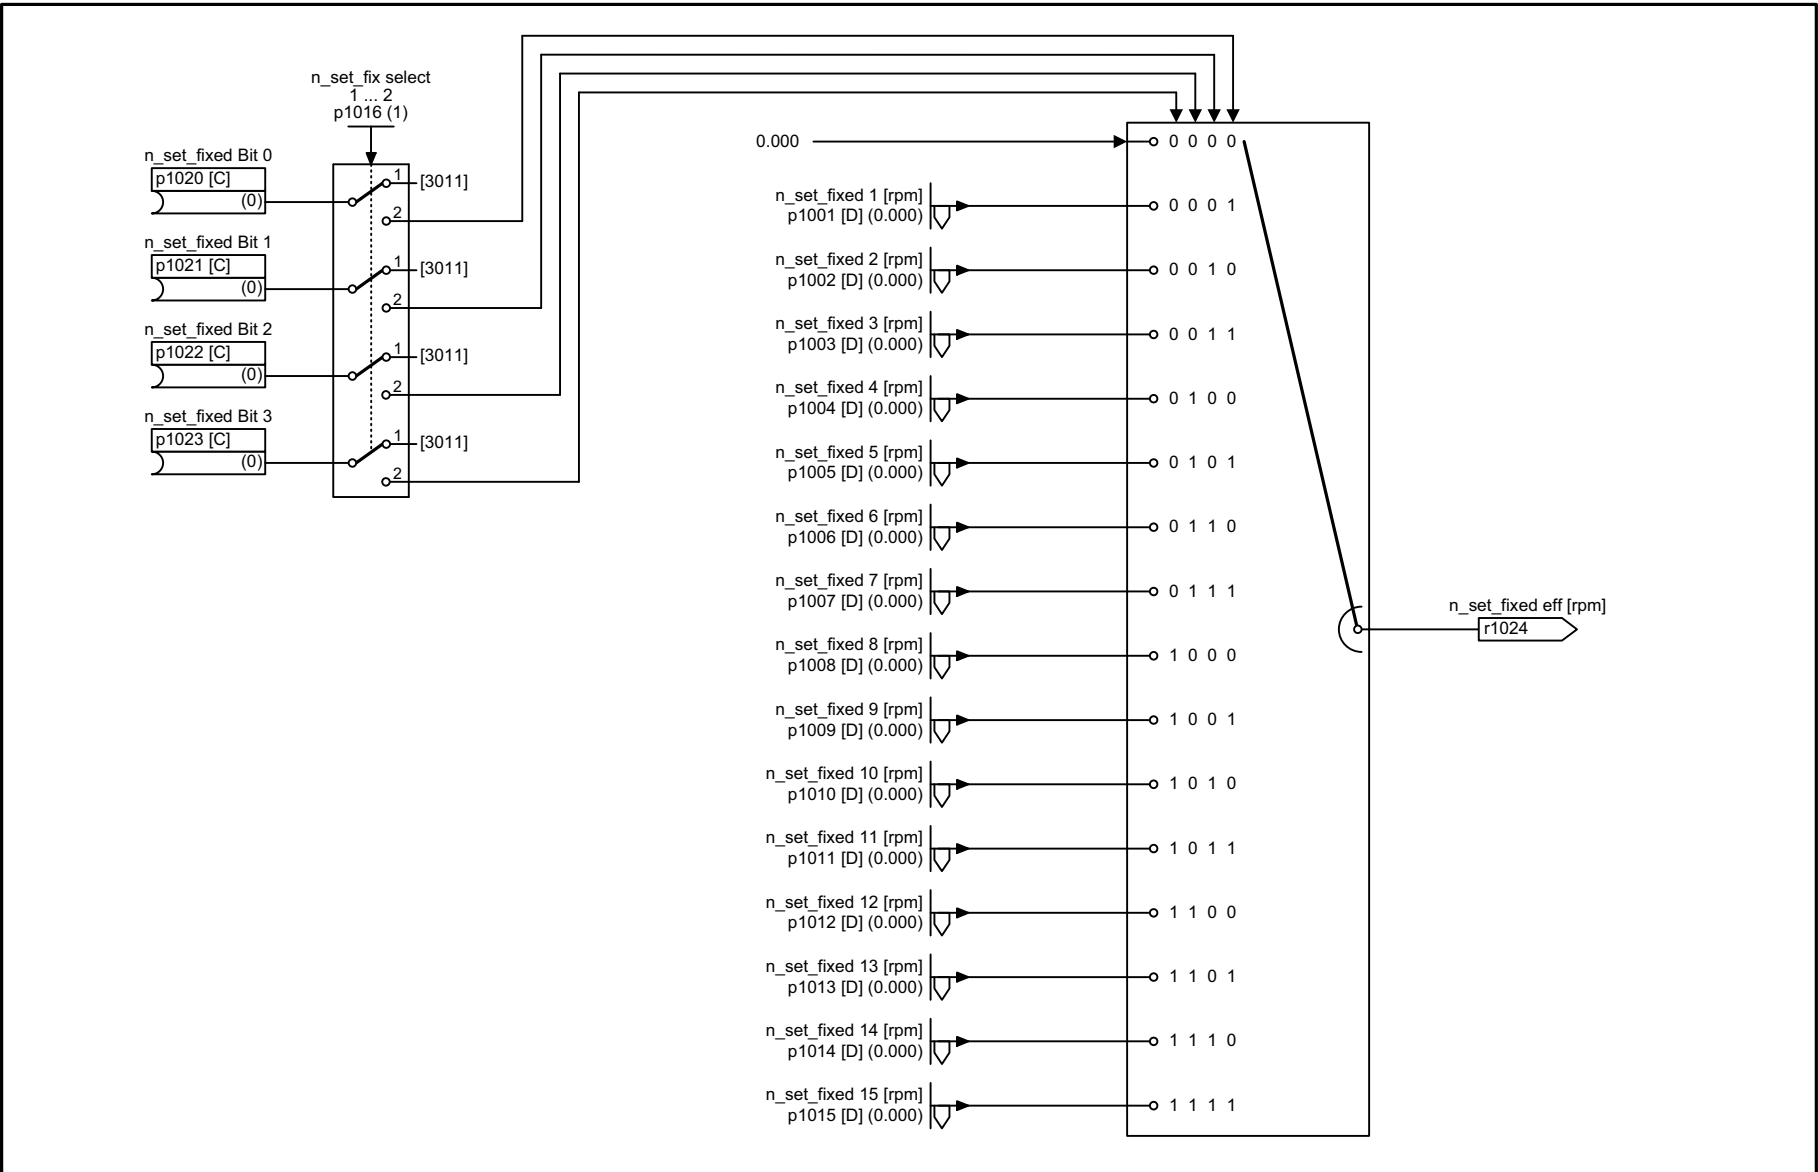 n_set_fix select
1 ... 2
p1016 (1)
n_set_fixed Bit 0
p1020 [C]
(0)
1
[3011]
2
n_set_fixed Bit 1
p1021 [C]
(0)
1
[3011]
2
n_set_fixed Bit 2
p1022 [C]
(0)
1
[3011]
2
n_set_fixed Bit 3
p1023 [C]
(0)
1
[3011]
2
0.000
0 0 0 0
n_set_fixed 1 [rpm]
p1001 [D] (0.000)
0 0 0 1
n_set_fixed 2 [rpm]
p1002 [D] (0.000)
0 0 1 0
n_set_fixed 3 [rpm]
p1003 [D] (0.000)
0 0 1 1
n_set_fixed 4 [rpm]
p1004 [D] (0.000)
0 1 0 0
n_set_fixed 5 [rpm]
p1005 [D] (0.000)
0 1 0 1
n_set_fixed 6 [rpm]
p1006 [D] (0.000)
0 1 1 0
n_set_fixed 7 [rpm]
p1007 [D] (0.000)
0 1 1 1
n_set_fixed 8 [rpm]
p1008 [D] (0.000)
1 0 0 0
n_set_fixed 9 [rpm]
p1009 [D] (0.000)
1 0 0 1
n_set_fixed 10 [rpm]
p1010 [D] (0.000)
1 0 1 0
n_set_fixed 11 [rpm]
p1011 [D] (0.000)
1 0 1 1
n_set_fixed 12 [rpm]
p1012 [D] (0.000)
1 1 0 0
n_set_fixed 13 [rpm]
p1013 [D] (0.000)
1 1 0 1
n_set_fixed 14 [rpm]
p1014 [D] (0.000)
1 1 1 0
n_set_fixed 15 [rpm]
p1015 [D] (0.000)
1 1 1 1
n_set_fixed eff [rpm]
r1024